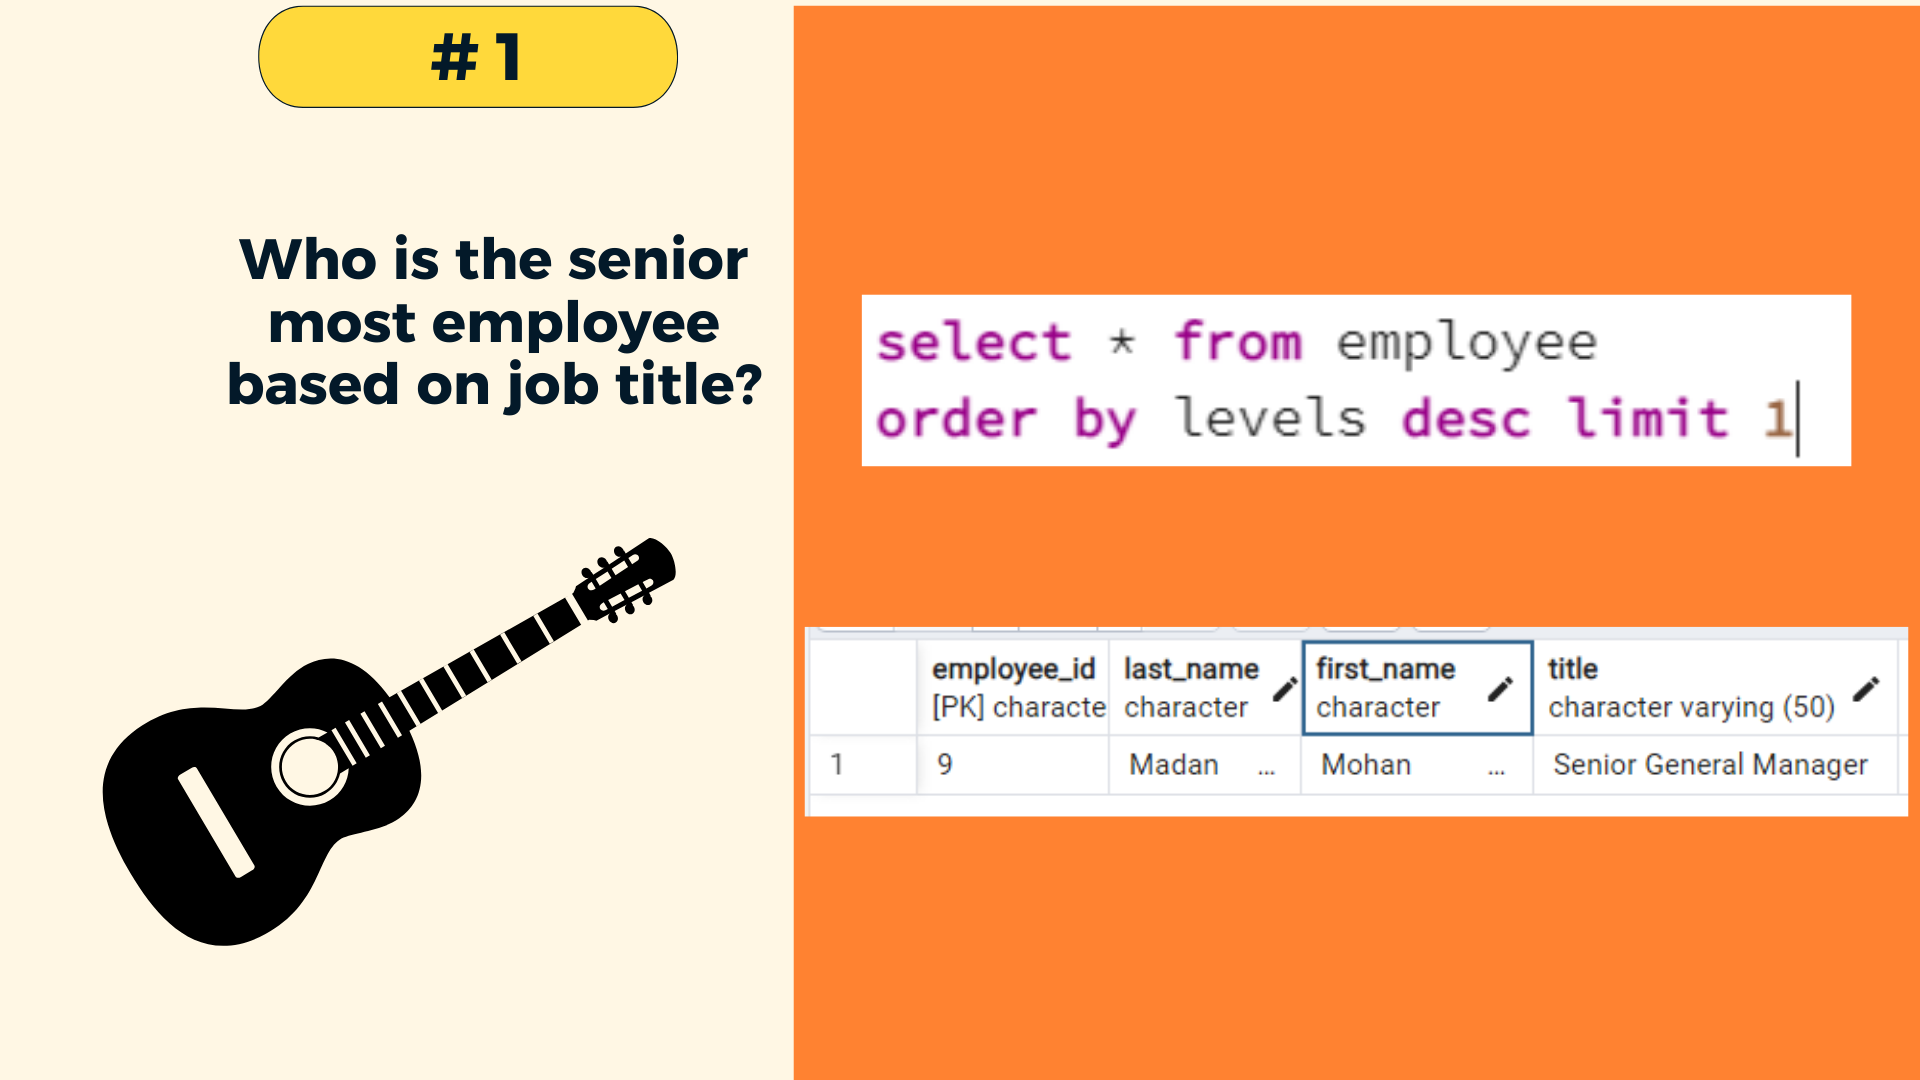 # 1
Who is the senior
most employee
based on job title?
select * from employee
order by levels desc limit 1
employee_id last_name first_name title
[PK] characte character character character varying (50)
1 9 Madan ... Mohan ... Senior General Manager